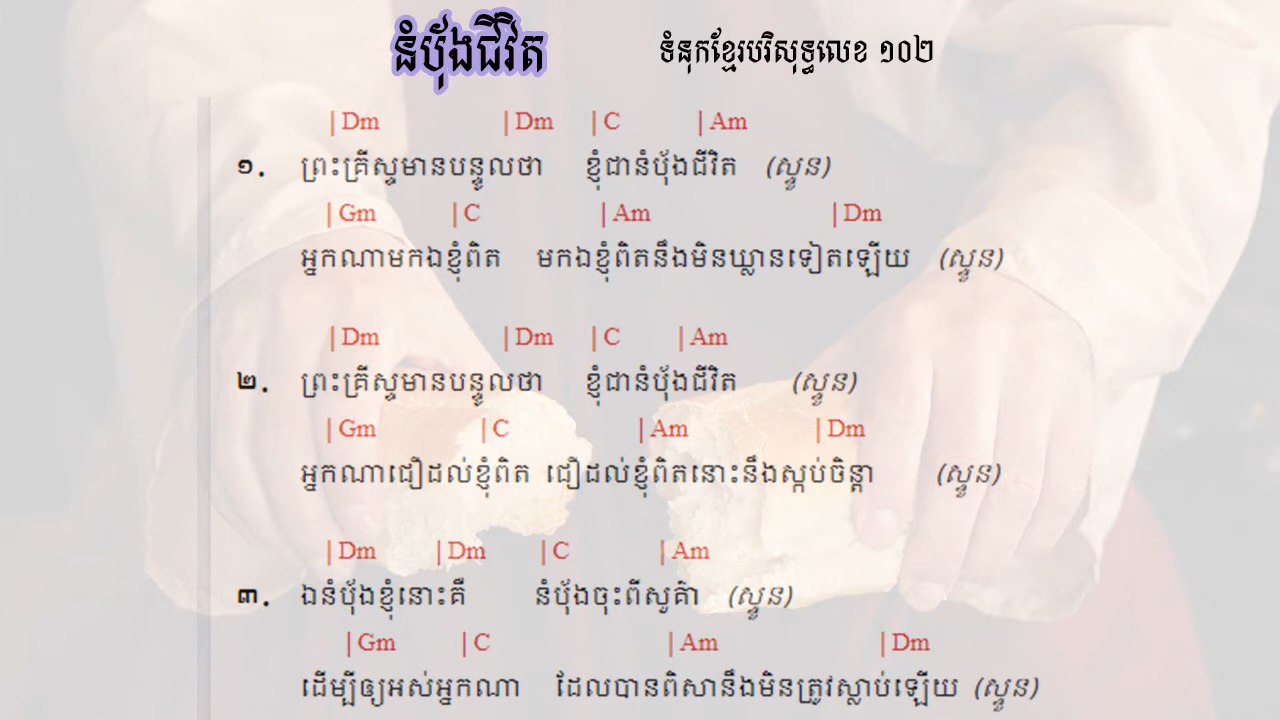 នំបុ័ងជីវិត ទំនុកខ្មែរបរិសុទ្ធលេខ ១០២
|Dm |Dm |C |Am
១. ព្រះគ្រីស្ទមានបន្ទូលថា ខ្ញុំជានំបុ័ងជីវិត (ស្ទួន)
|Gm |C |Am |Dm
អ្នកណាមកឯខ្ញុំពិត មកឯខ្ញុំពិតនឹងមិនឃ្លានទៀតឡើយ (ស្ទួន)
|Dm |Dm |C |Am
២. ព្រះគ្រីស្ទមានបន្ទូលថា ខ្ញុំជានំបុ័ងជីវិត (ស្ទួន)
|Gm |C |Am |Dm
អ្នកណាជឿដល់ខ្ញុំពិត ជឿដល់ខ្ញុំពិតនោះនឹងស្កប់ចិន្តា (ស្ទួន)
|Dm |Dm |C |Am
៣. ឯនំបុ័ងខ្ញុំនោះគឺ នំបុ័ងចុះពីសួគ៌ា (ស្ទួន)
|Gm |C |Am |Dm
ដើម្បីឲ្យអស់អ្នកណា ដែលបានពិសានឹងមិនត្រូវស្លាប់ឡើយ (ស្ទួន)